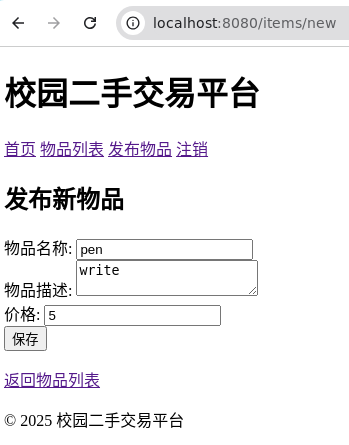 localhost:8080/items/new
校园二手交易平台
首页 物品列表 发布物品 注销
发布新物品
物品名称: pen
物品描述: write
价格: 5
保存
返回物品列表
© 2025 校园二手交易平台